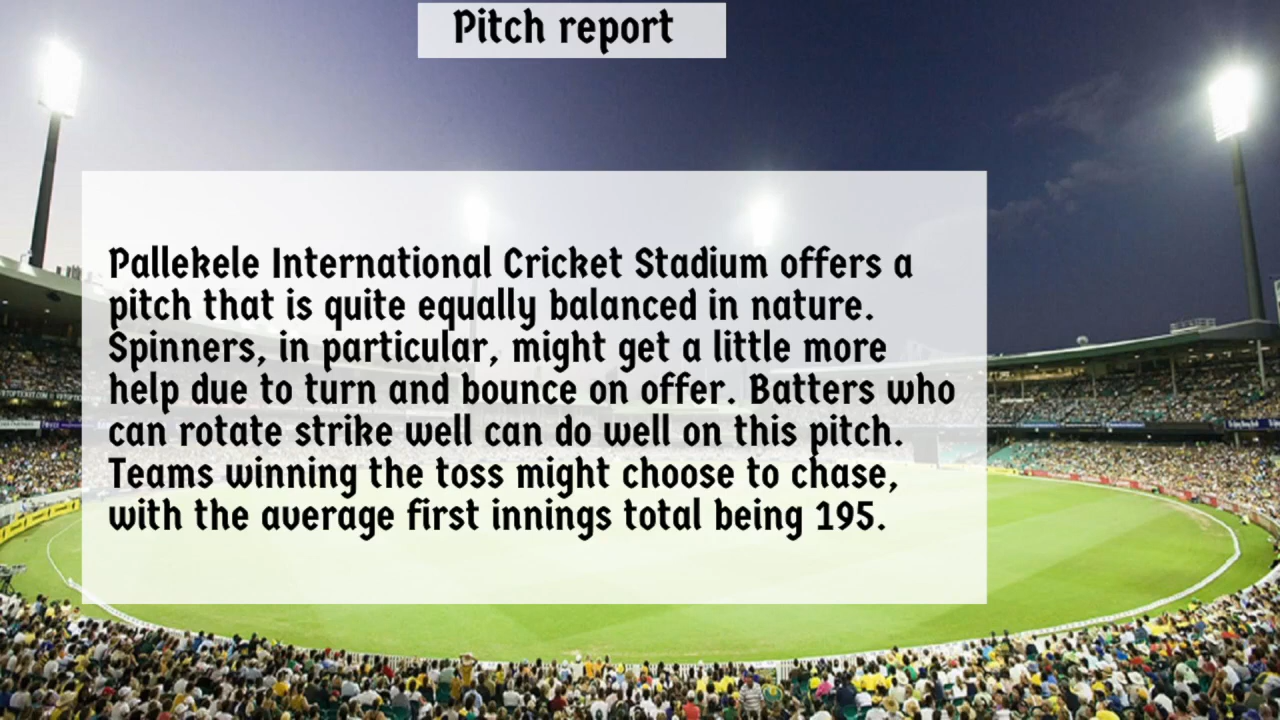 Pitch report
Pallekele International Cricket Stadium offers a
pitch that is quite equally balanced in nature.
Spinners, in particular, might get a little more
help due to turn and bounce on offer. Batters who
can rotate strike well can do well on this pitch.
Teams winning the toss might choose to chase,
with the average first innings total being 195.